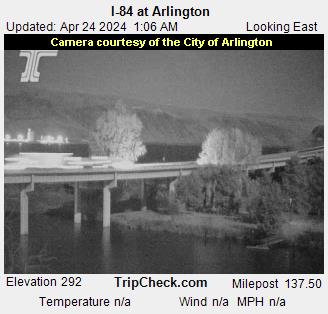 I-84 at Arlington
Updated: Apr 24 2024 1:06 AM Looking East
Camera courtesy of the City of Arlington
Elevation 292 TripCheck.com Milepost 137.50
Temperature n/a Wind n/a MPH n/a